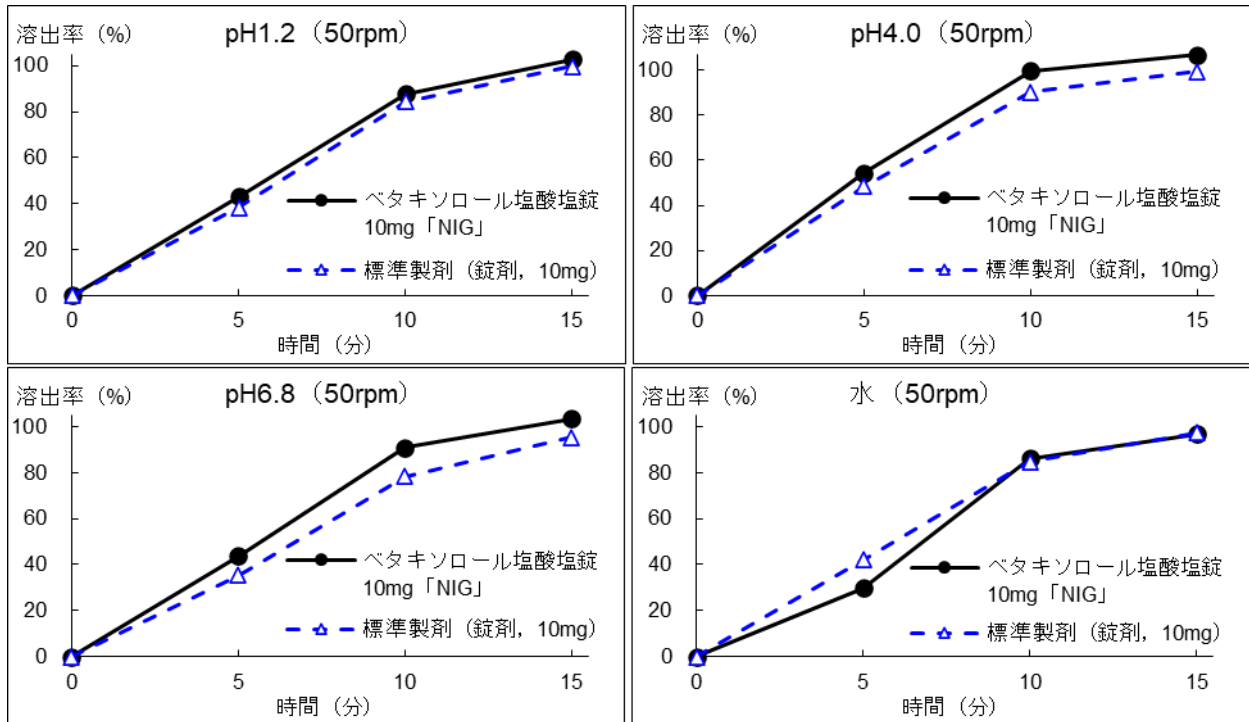 溶出率 (%)
pH1.2（50rpm）
100
80
60
40
20
0
ベタキソロール塩酸塩錠
10mg「NIG」
標準製剤（錠剤，10mg）
0 5 10 15
時間（分）
溶出率 (%)
pH4.0（50rpm）
100
80
60
40
20
0
ベタキソロール塩酸塩錠
10mg「NIG」
標準製剤（錠剤，10mg）
0 5 10 15
時間（分）
溶出率 (%)
pH6.8（50rpm）
100
80
60
40
20
0
ベタキソロール塩酸塩錠
10mg「NIG」
標準製剤（錠剤，10mg）
0 5 10 15
時間（分）
溶出率 (%)
水（50rpm）
100
80
60
40
20
0
ベタキソロール塩酸塩錠
10mg「NIG」
標準製剤（錠剤，10mg）
0 5 10 15
時間（分）